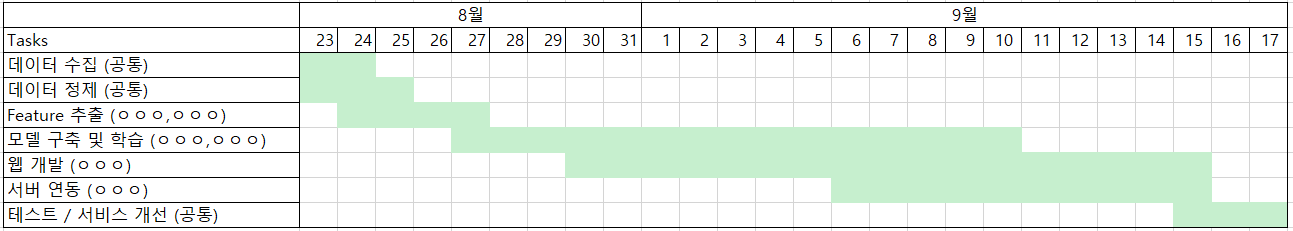 8월 9월
Tasks 23 24 25 26 27 28 29 30 31 1 2 3 4 5 6 7 8 9 10 11 12 13 14 15 16 17
데이터 수집 (공통)
데이터 정제 (공통)
Feature 추출 (ㅇㅇㅇ,ㅇㅇㅇ)
모델 구축 및 학습 (ㅇㅇㅇ,ㅇㅇㅇ)
웹 개발 (ㅇㅇㅇ)
서버 연동 (ㅇㅇㅇ)
테스트 / 서비스 개선 (공통)